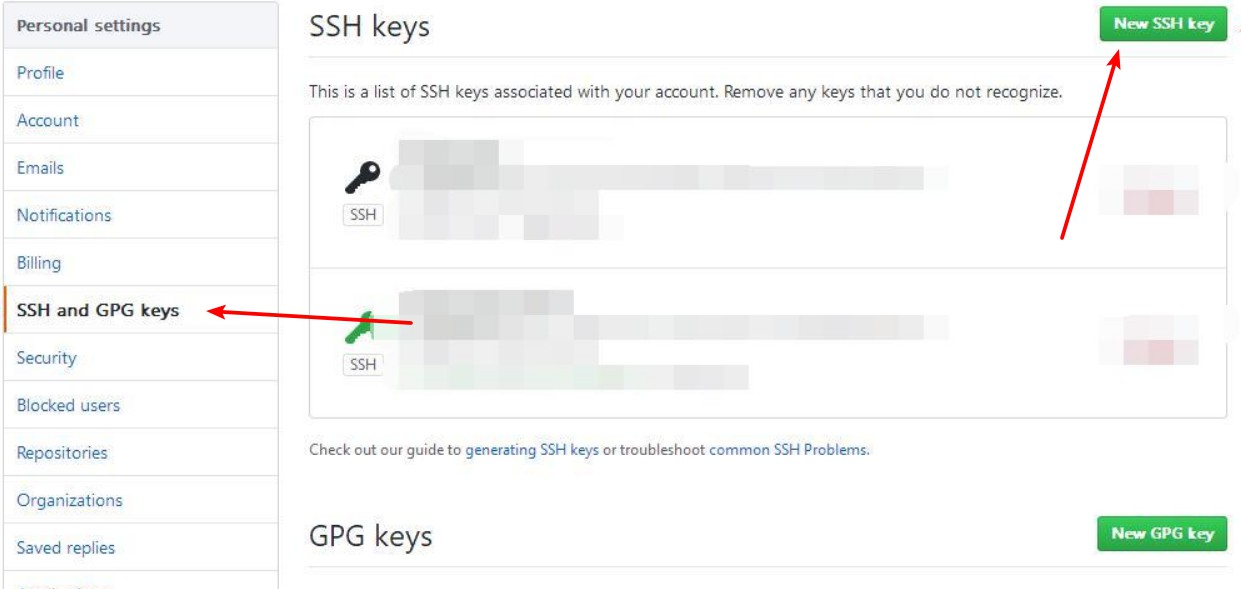 Personal settings
Profile
Account
Emails
Notifications
Billing
SSH and GPG keys
Security
Blocked users
Repositories
Organizations
Saved replies
SSH keys
New SSH key
This is a list of SSH keys associated with your account. Remove any keys that you do not recognize.
SSH
SSH
Check out our guide to generating SSH keys or troubleshoot common SSH Problems.
GPG keys
New GPG key